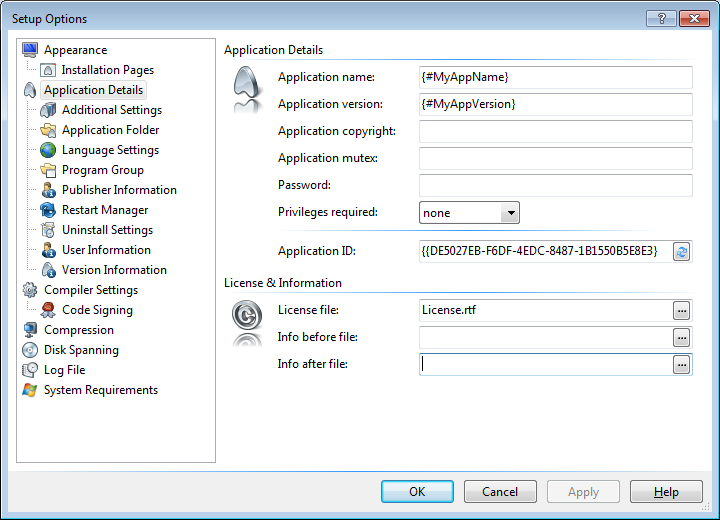 Setup Options
?
Appearance
Installation Pages
Application Details
Additional Settings
Application Folder
Language Settings
Program Group
Publisher Information
Restart Manager
Uninstall Settings
User Information
Version Information
Compiler Settings
Code Signing
Compression
Disk Spanning
Log File
System Requirements
Application Details
Application name: {#MyAppName}
Application version: {#MyAppVersion}
Application copyright:
Application mutex:
Password:
Privileges required: none
Application ID: {{DE5027EB-F6DF-4EDC-8487-1B1550B5E8E3}
License & Information
License file: License.rtf ...
Info before file: ...
Info after file: ...
OK Cancel Apply Help